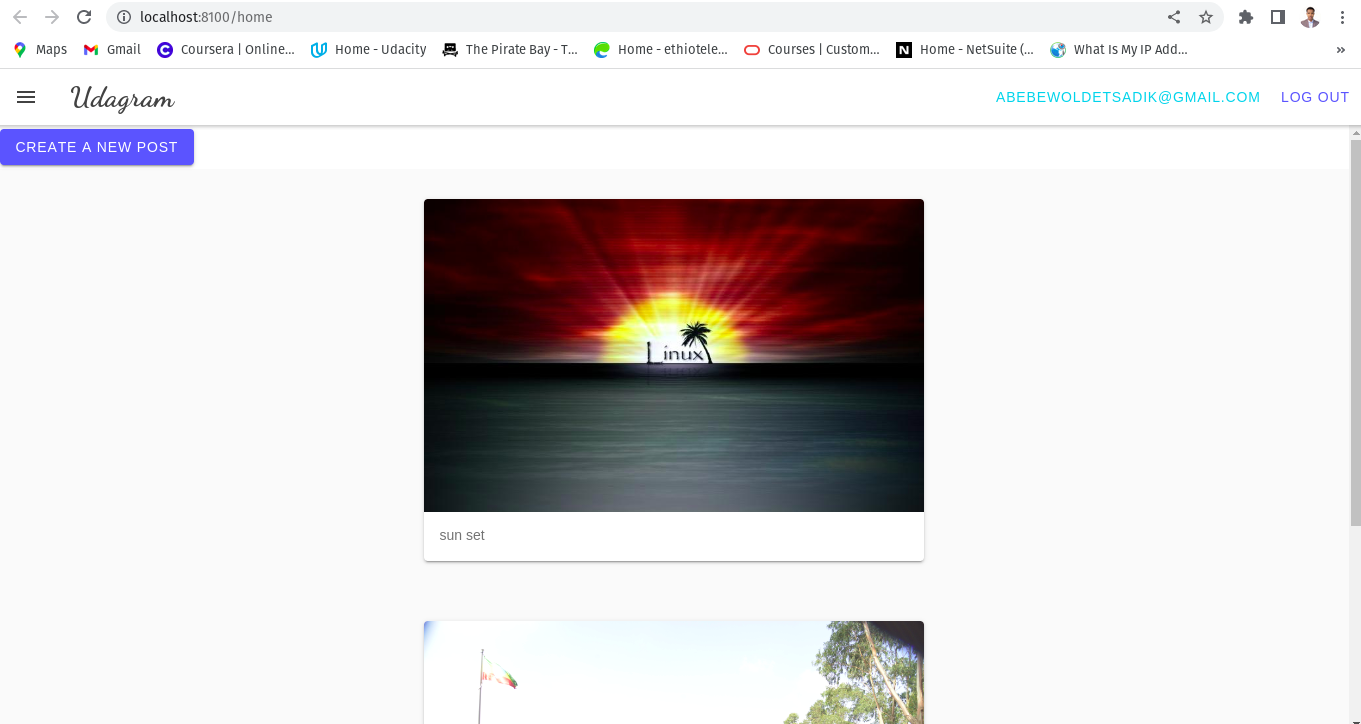 localhost:8100/home
Maps Gmail Coursera | Online... Home - Udacity The Pirate Bay - T... Home - ethiotele... Courses | Custom... Home - NetSuite (... What Is My IP Add... »
Udagram ABEBEWOLDETSADIK@GMAIL.COM LOG OUT
CREATE A NEW POST
Linux
sun set